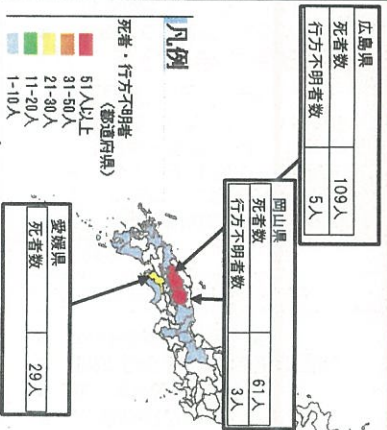 広島県
死者数 109人
行方不明者数 5人
岡山県
死者数 61人
行方不明者数 3人
愛媛県
死者数 29人
凡例
死者・行方不明者
（都道府県）
51人以上
31-50人
21-30人
11-20人
1-10人